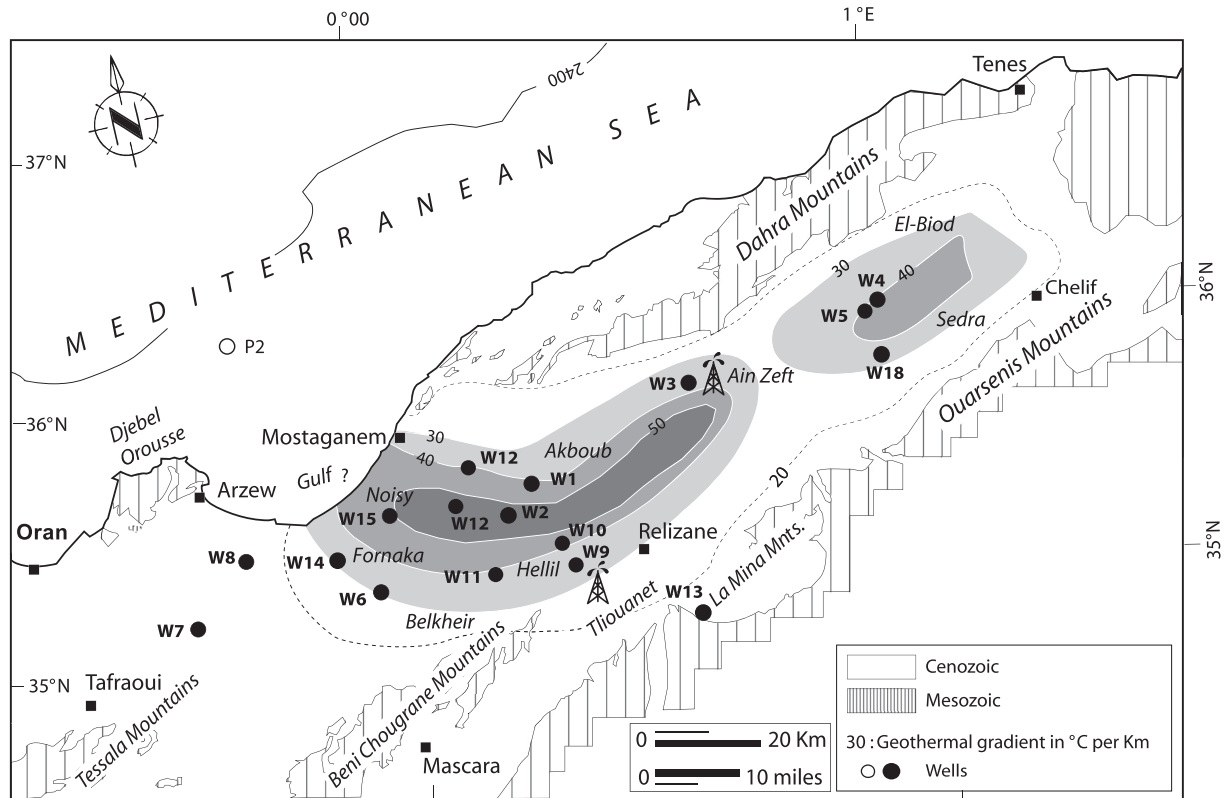 0 °00
1 °E
2400
Tenes
MEDITERRANEAN SEA
37°N
Dahra Mountains
El-Biod
30
40
W4
W5
Chelif
36°N
Sedra
W18
Ouarsenis Mountains
P2
W3
Ain Zeft
36°N
Djebel
Orousse
Mostaganem
30
40
50
Akboub
W12
W1
Gulf ?
Arzew
Noisy
20
W15
W12
W2
Oran
W10
Relizane
35°N
W8
W14
Fornaka
W9
W11
Hellil
W6
W13
La Mina Mnts.
Belkheir
Tliouanet
W7
35°N
Tafraoui
Tessala Mountains
Beni Chougrane Mountains
Mascara
0 20 Km
0 10 miles
Cenozoic
Mesozoic
30 : Geothermal gradient in °C per Km
Wells
N